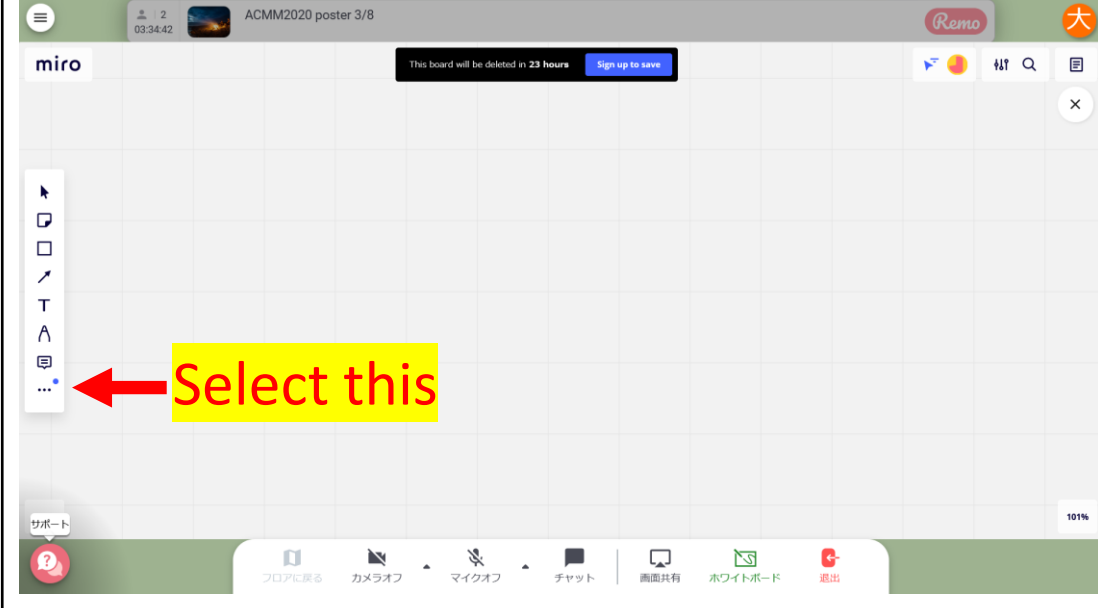 2
03:34:42
ACMM2020 poster 3/8
Remo
大
miro
This board will be deleted in 23 hours
Sign up to save
T
Select this
101%
サポート
フロアに戻る
カメラオフ
マイクオフ
チャット
画面共有
ホワイトボード
退出